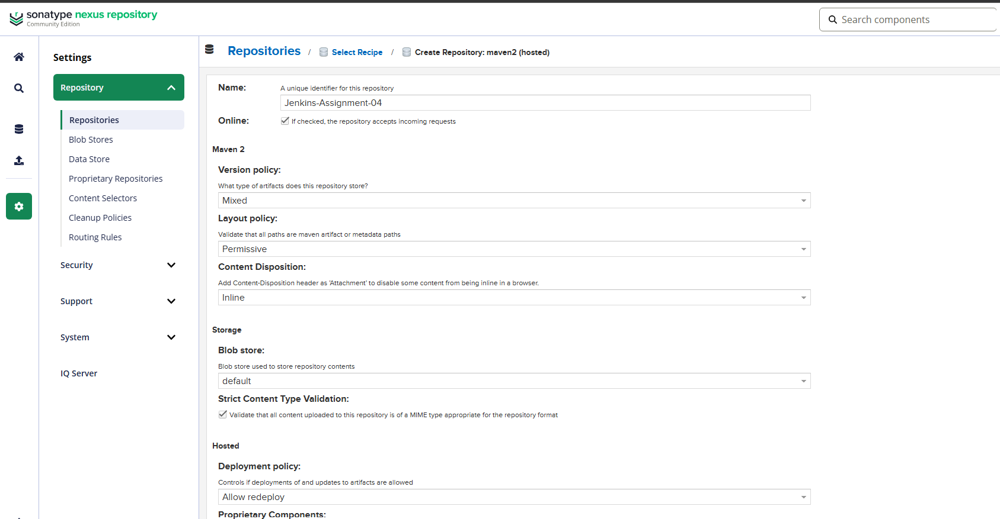 sonatype nexus repository
Community Edition
Search components
Settings
Repository
Repositories
Blob Stores
Data Store
Proprietary Repositories
Content Selectors
Cleanup Policies
Routing Rules
Security
Support
System
IQ Server
Repositories / Select Recipe / Create Repository: maven2 (hosted)
Name: A unique identifier for this repository
Jenkins-Assignment-04
Online: If checked, the repository accepts incoming requests
Maven 2
Version policy:
What type of artifacts does this repository store?
Mixed
Layout policy:
Validate that all paths are maven artifact or metadata paths
Permissive
Content Disposition:
Add Content-Disposition header as 'Attachment' to disable some content from being inline in a browser.
Inline
Storage
Blob store:
Blob store used to store repository contents
default
Strict Content Type Validation:
Validate that all content uploaded to this repository is of a MIME type appropriate for the repository format
Hosted
Deployment policy:
Controls if deployments of and updates to artifacts are allowed
Allow redeploy
Proprietary Components: